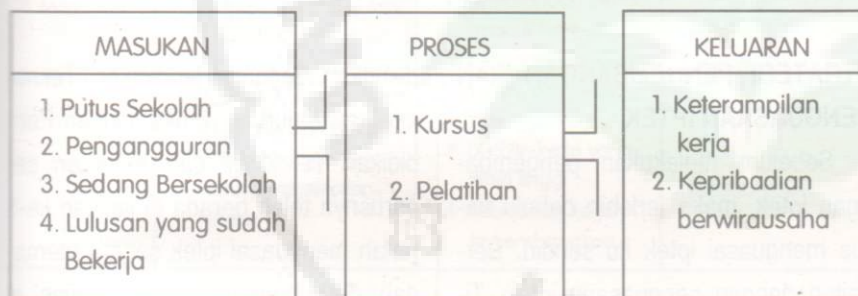 MASUKAN
1. Putus Sekolah
2. Pengangguran
3. Sedang Bersekolah
4. Lulusan yang sudah
Bekerja
PROSES
1. Kursus
2. Pelatihan
KELUARAN
1. Keterampilan
kerja
2. Kepribadian
berwirausaha